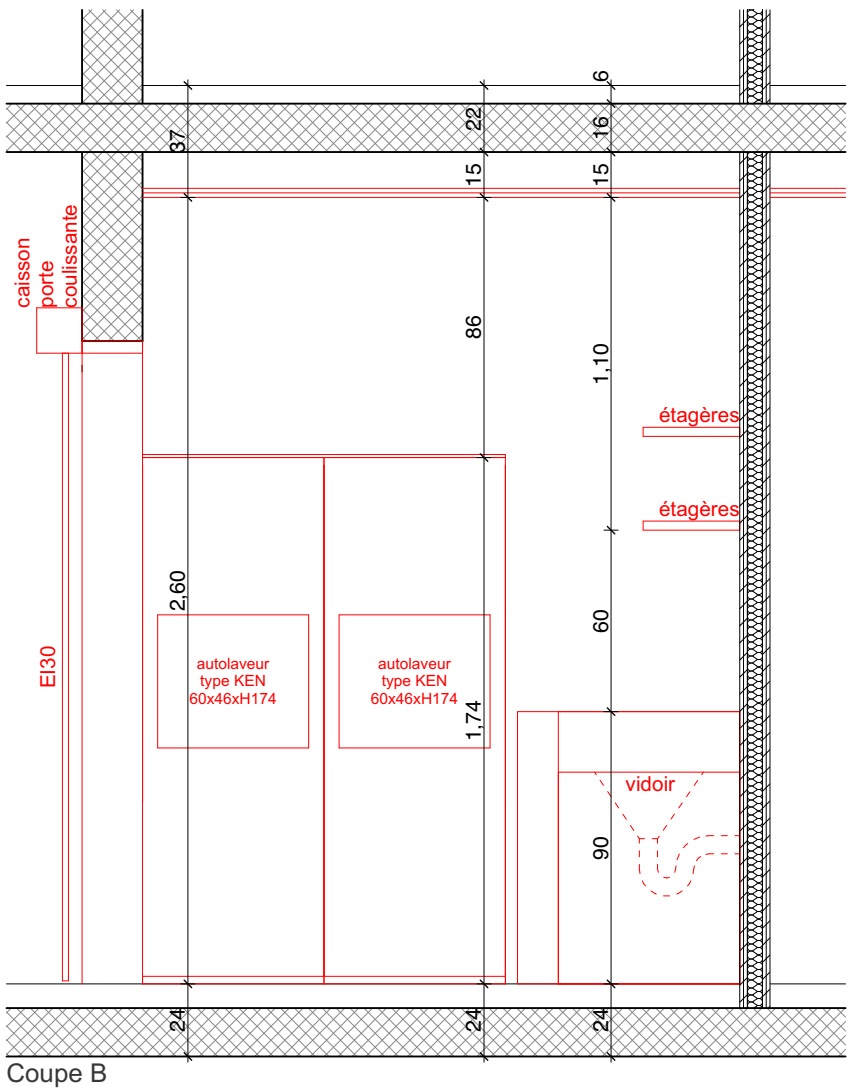 6
22
16
37
15
15
caisson
porte
coulissante
86
1,10
étagères
étagères
2,60
60
EI30
autolaveur
type KEN
60x46xH174
autolaveur
type KEN
60x46xH174
1,74
vidoir
90
24
24
24
Coupe B